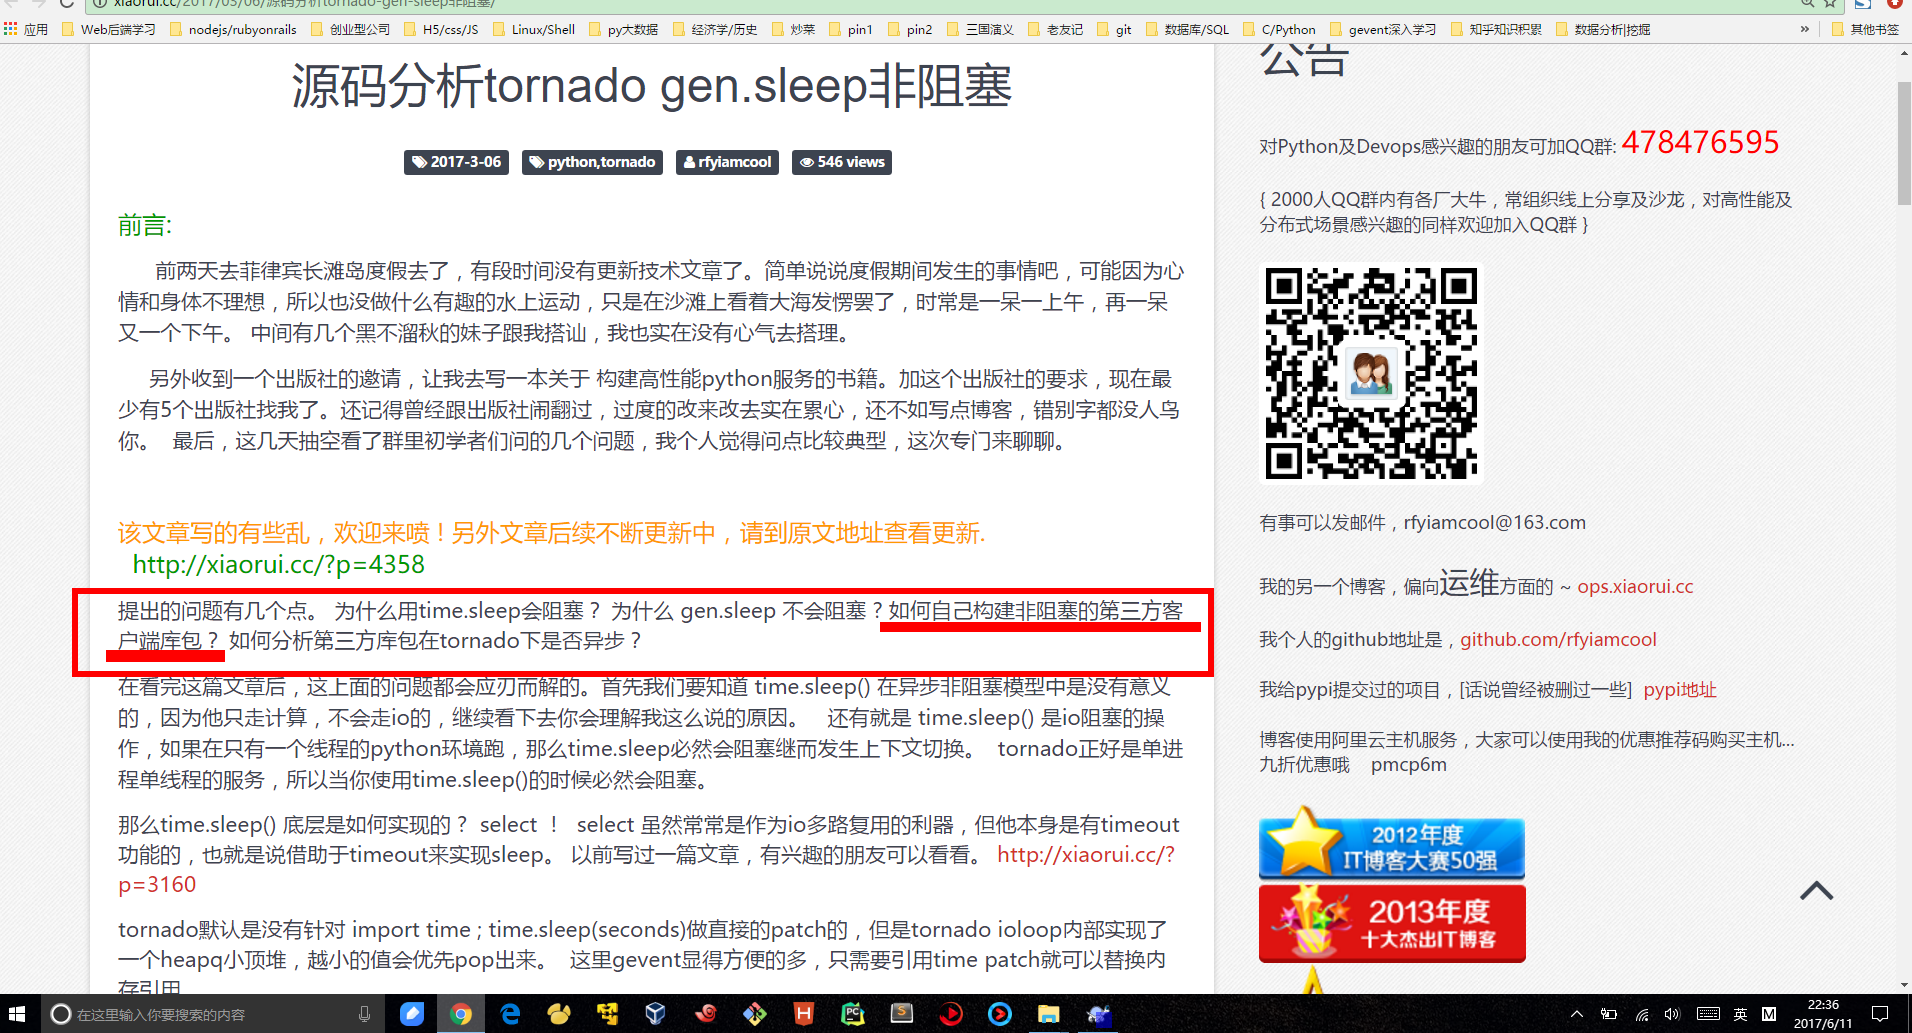 xiaorui.cc/2017/03/06/源码分析tornado-gen-sleep非阻塞/
应用 Web后端学习 nodejs/rubyonrails 创业型公司 H5/css/JS Linux/Shell py大数据 经济学/历史 炒菜 pin1 pin2 三国演义 老友记 git 数据库/SQL C/Python gevent深入学习 知乎知识积累 数据分析|挖掘 » 其他书签
源码分析tornado gen.sleep非阻塞
2017-3-06 python,tornado rfyiamcool 546 views
前言:
前两天去菲律宾长滩岛度假去了，有段时间没有更新技术文章了。简单说说度假期间发生的事情吧，可能因为心
情和身体不理想，所以也没做什么有趣的水上运动，只是在沙滩上看着大海发愣罢了，时常是一呆一上午，再一呆
又一个下午。 中间有几个黑不溜秋的妹子跟我搭讪，我也实在没有心气去搭理。
另外收到一个出版社的邀请，让我去写一本关于 构建高性能python服务的书籍。加这个出版社的要求，现在最
少有5个出版社找我了。还记得曾经跟出版社闹翻过，过度的改来改去实在累心，还不如写点博客，错别字都没人鸟
你。 最后，这几天抽空看了群里初学者们问的几个问题，我个人觉得问点比较典型，这次专门来聊聊。
该文章写的有些乱，欢迎来喷！另外文章后续不断更新中，请到原文地址查看更新.
http://xiaorui.cc/?p=4358
提出的问题有几个点。 为什么用time.sleep会阻塞？ 为什么 gen.sleep 不会阻塞？如何自己构建非阻塞的第三方客
户端库包？ 如何分析第三方库包在tornado下是否异步？
在看完这篇文章后，这上面的问题都会应刃而解的。首先我们要知道 time.sleep() 在异步非阻塞模型中是没有意义
的，因为他只走计算，不会走io的，继续看下去你会理解我这么说的原因。 还有就是 time.sleep() 是io阻塞的操
作，如果在只有一个线程的python环境跑，那么time.sleep必然会阻塞继而发生上下文切换。 tornado正好是单进
程单线程的服务，所以当你使用time.sleep()的时候必然会阻塞。
那么time.sleep() 底层是如何实现的？ select ！ select 虽然常常是作为io多路复用的利器，但他本身是有timeout
功能的，也就是说借助于timeout来实现sleep。 以前写过一篇文章，有兴趣的朋友可以看看。 http://xiaorui.cc/?
p=3160
tornado默认是没有针对 import time ; time.sleep(seconds)做直接的patch的，但是tornado ioloop内部实现了
一个heapq小顶堆，越小的值会优先pop出来。 这里gevent显得方便的多，只需要引用time patch就可以替换内
存引用
公告
对Python及Devops感兴趣的朋友可加QQ群: 478476595
{ 2000人QQ群内有各厂大牛，常组织线上分享及沙龙，对高性能及
分布式场景感兴趣的同样欢迎加入QQ群 }
有事可以发邮件，rfyiamcool@163.com
我的另一个博客，偏向运维方面的 ~ ops.xiaorui.cc
我个人的github地址是，github.com/rfyiamcool
我给pypi提交过的项目，[话说曾经被删过一些] pypi地址
博客使用阿里云主机服务，大家可以使用我的优惠推荐码购买主机...
九折优惠哦 pmcp6m
2012年度
IT博客大赛50强
2013年度
十大杰出IT博客
在这里输入你要搜索的内容
英 M
22:36
2017/6/11